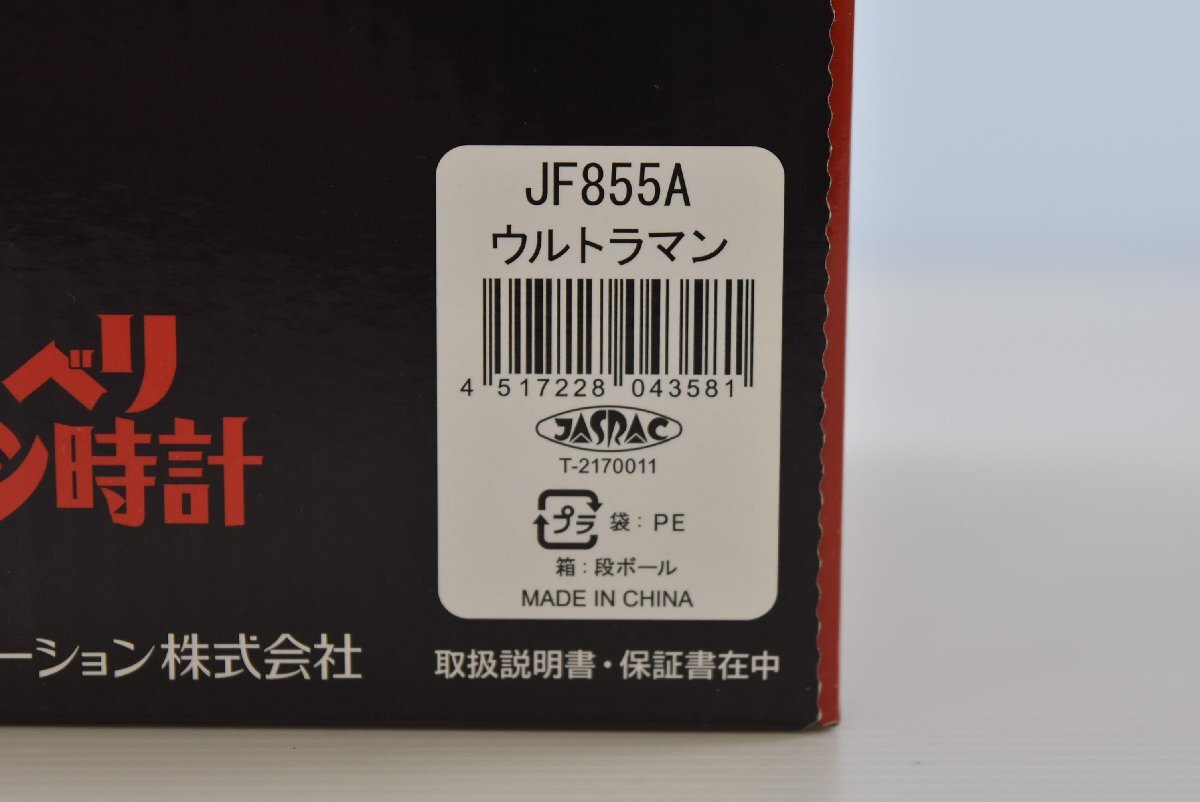 JF855A
ウルトラマン
4 517228 043581
JASRAC
T-2170011
プラ 袋：PE
箱：段ボール
MADE IN CHINA
ベリ
ン時計
ーション株式会社
取扱説明書・保証書在中